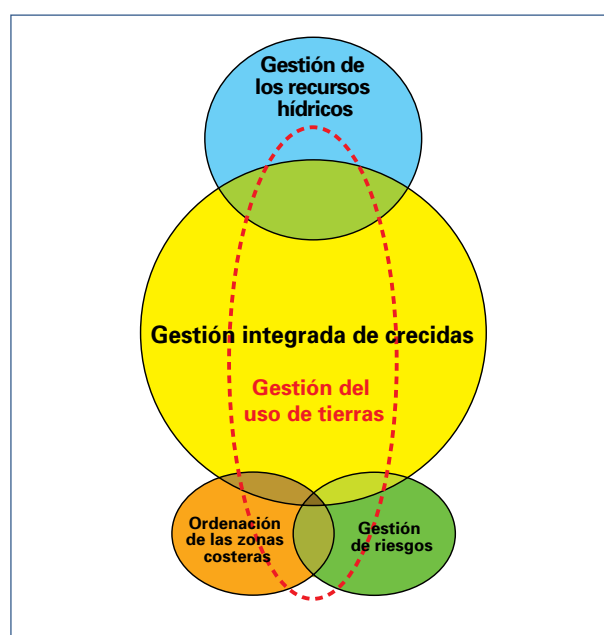 Gestión de
los recursos
hídricos
Gestión integrada de crecidas
Gestión del
uso de tierras
Ordenación
de las zonas
costeras
Gestión
de riesgos